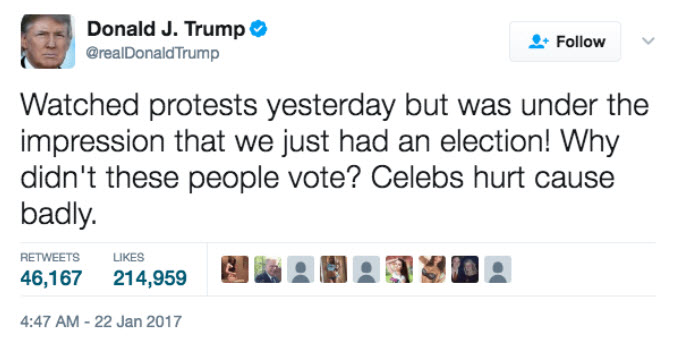 Donald J. Trump
@realDonaldTrump
Follow
Watched protests yesterday but was under the
impression that we just had an election! Why
didn't these people vote? Celebs hurt cause
badly.
RETWEETS LIKES
46,167 214,959
4:47 AM - 22 Jan 2017